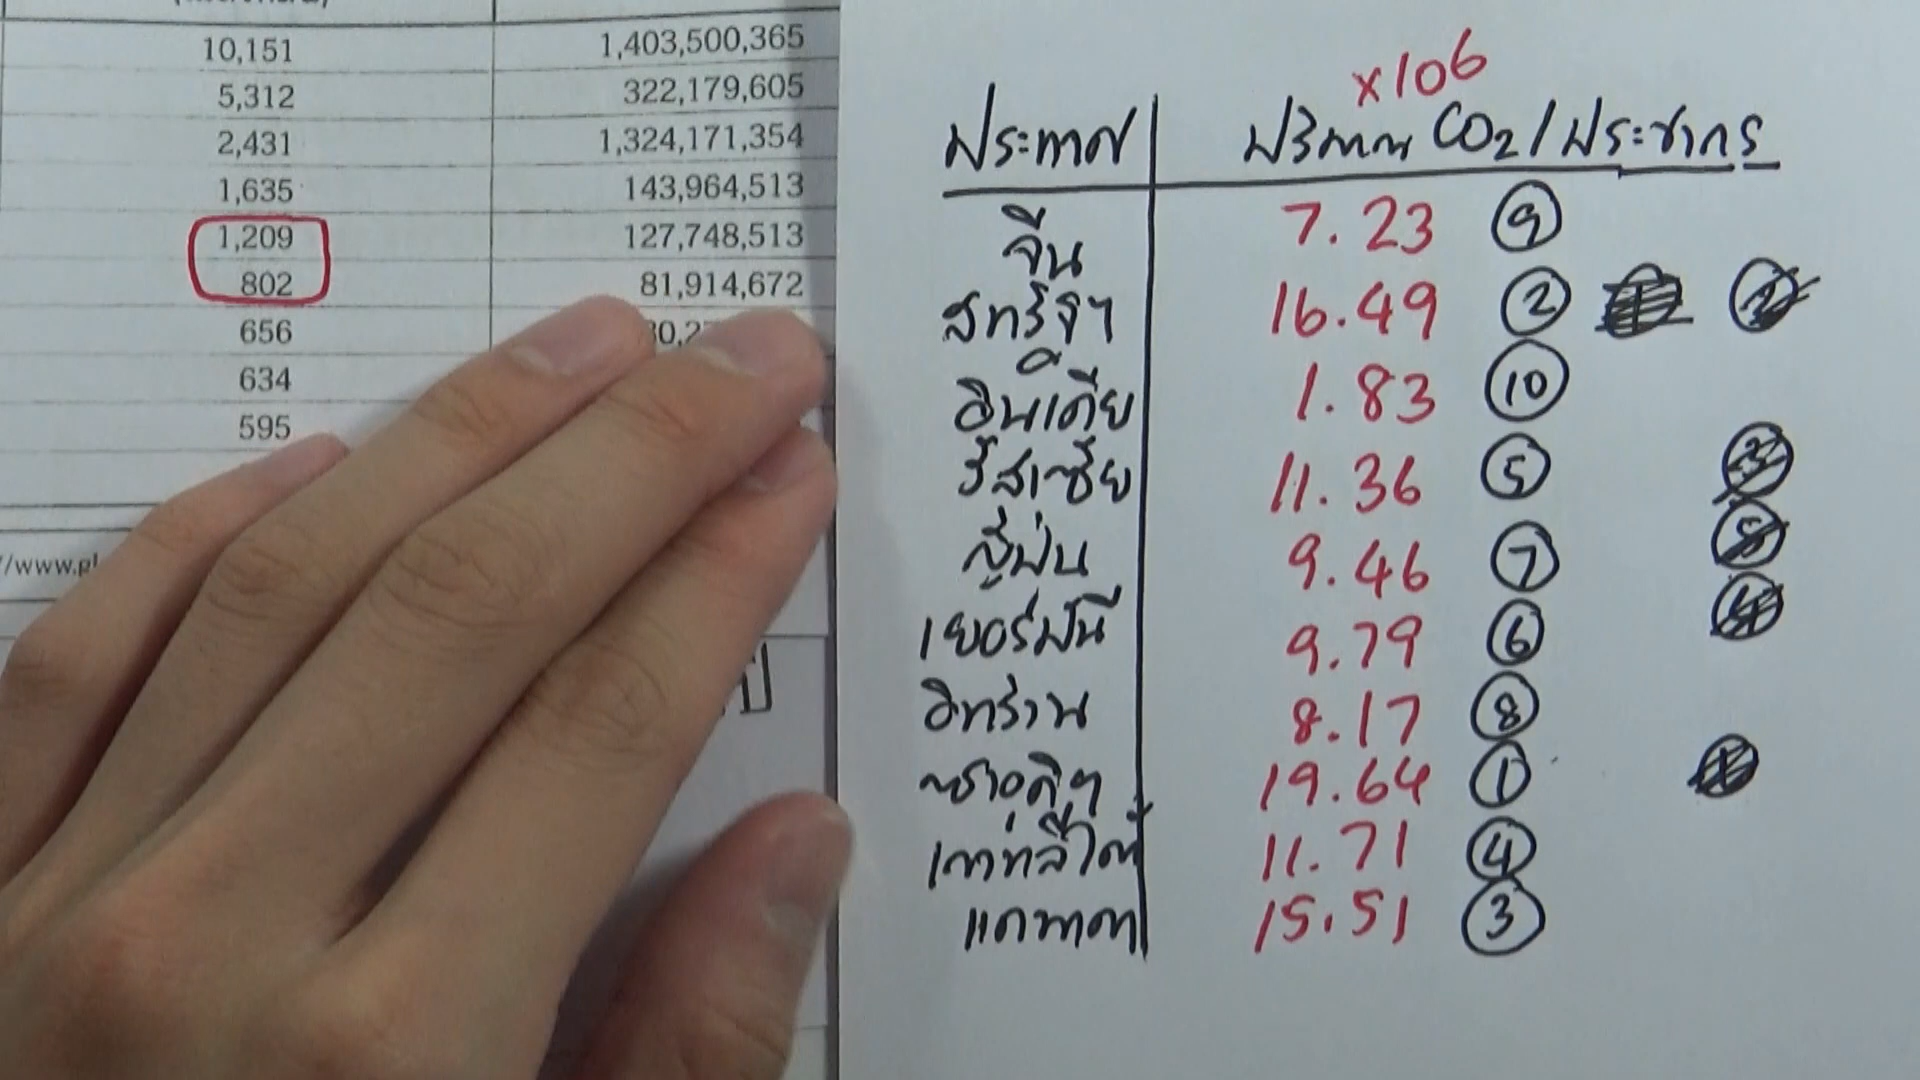 10,151 1,403,500,365
5,312 322,179,605
2,431 1,324,171,354
1,635 143,964,513
1,209 127,748,513
802 81,914,672
656
634
595
//www.gl
x10⁶
ประเทศ ปริมาณ CO₂/ประชากร
จีน 7.23 ⑨
สหรัฐฯ 16.49 ②
อินเดีย 1.83 ⑩
รัสเซีย 11.36 ⑤
ญี่ปุ่น 9.46 ⑦
เยอร์มันี 9.79 ⑥
อิหร่าน 8.17 ⑧
ซาอุดิฯ 19.64 ①
เกาหลีใต้ 11.71 ④
แคนาดา 15.51 ③